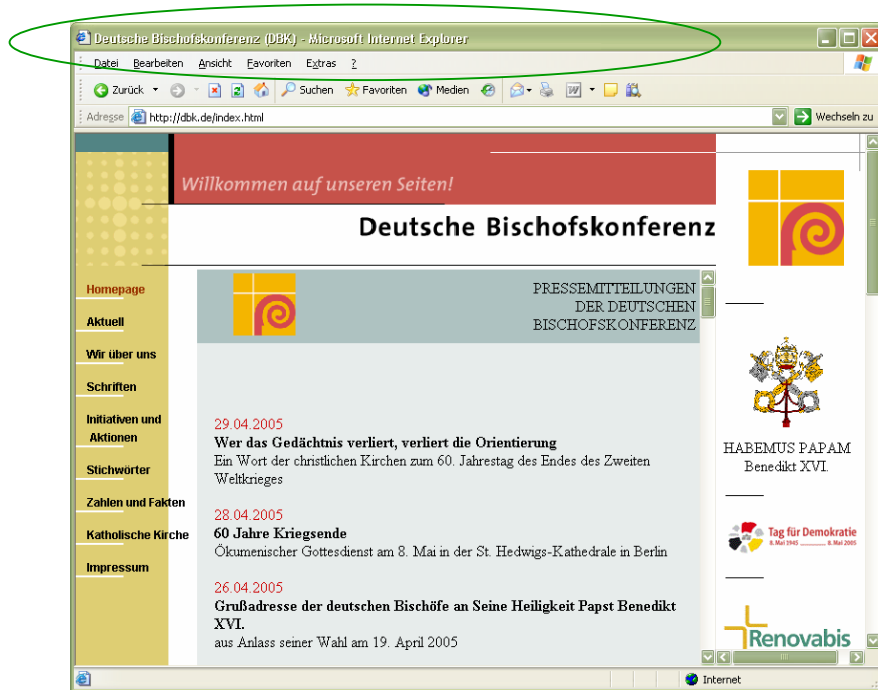 Deutsche Bischofskonferenz (DBK) - Microsoft Internet Explorer
Datei Bearbeiten Ansicht Favoriten Extras ?
Zurück Suchen Favoriten Medien
Adresse http://dbk.de/index.html Wechseln zu
Willkommen auf unseren Seiten!
Deutsche Bischofskonferenz
Homepage
Aktuell
Wir über uns
Schriften
Initiativen und
Aktionen
Stichwörter
Zahlen und Fakten
Katholische Kirche
Impressum
PRESSEMITTEILUNGEN
DER DEUTSCHEN
BISCHOFSKONFERENZ
29.04.2005
Wer das Gedächtnis verliert, verliert die Orientierung
Ein Wort der christlichen Kirchen zum 60. Jahrestag des Endes des Zweiten
Weltkrieges
28.04.2005
60 Jahre Kriegsende
Ökumenischer Gottesdienst am 8. Mai in der St. Hedwigs-Kathedrale in Berlin
26.04.2005
Grußadresse der deutschen Bischöfe an Seine Heiligkeit Papst Benedikt
XVI.
aus Anlass seiner Wahl am 19. April 2005
HABEMUS PAPAM
Benedikt XVI.
Tag für Demokratie
8. Mai 1945 8. Mai 2005
Renovabis
Internet